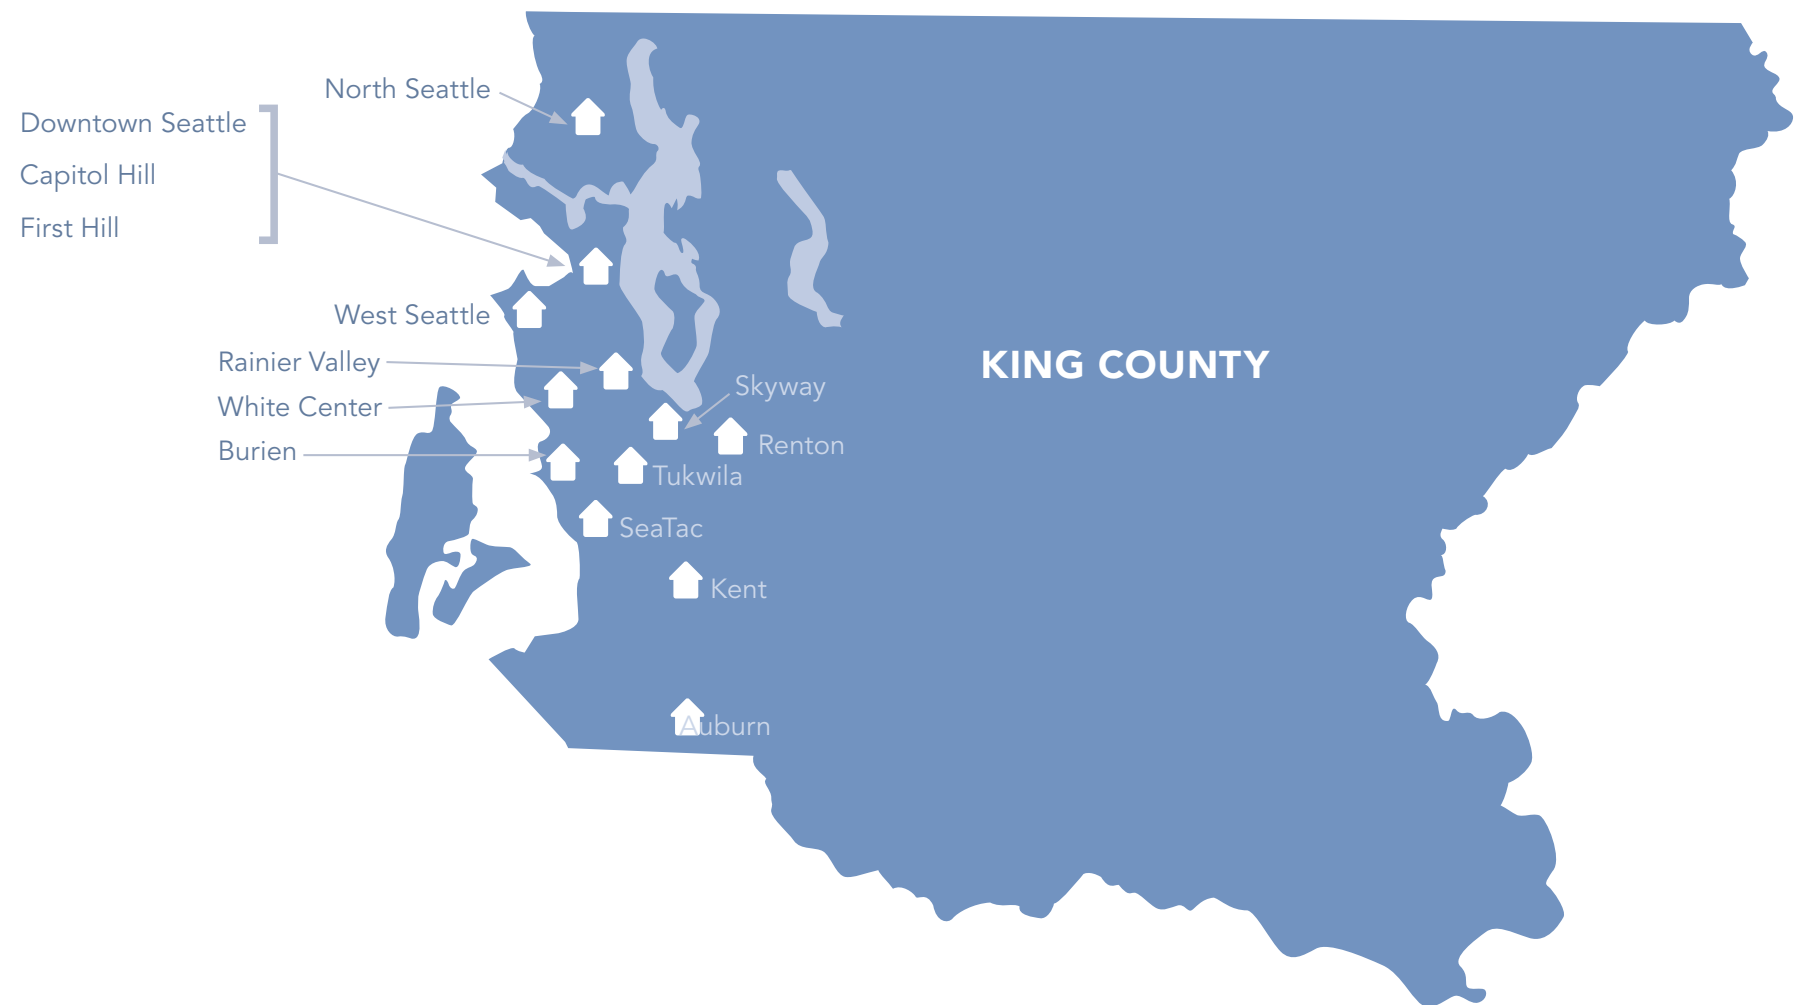 North Seattle
Downtown Seattle
Capitol Hill
First Hill
West Seattle
Rainier Valley
White Center
Burien
KING COUNTY
Skyway
Renton
Tukwila
SeaTac
Kent
Auburn